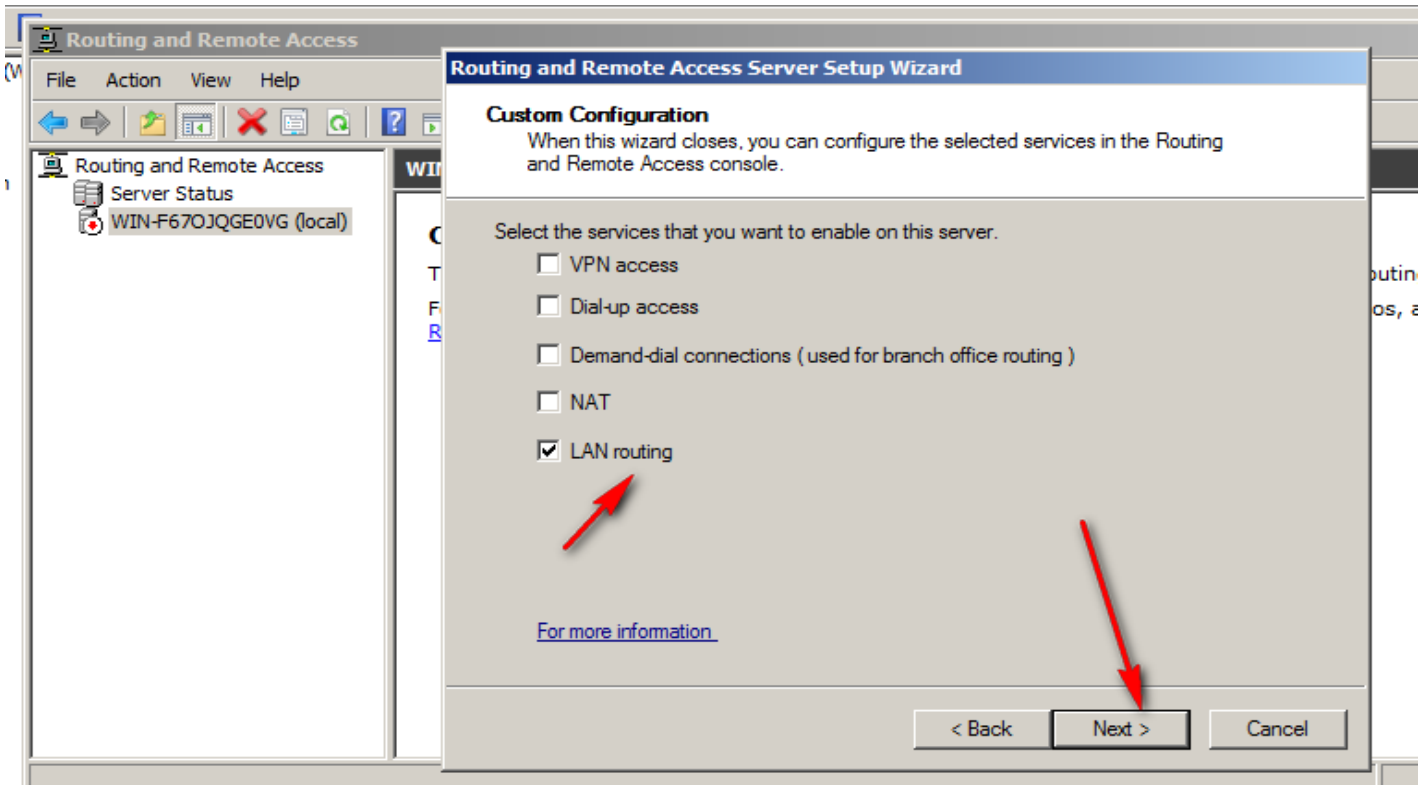 Routing and Remote Access
File Action View Help
Routing and Remote Access
Server Status
WIN-F67OJQGE0VG (local)
Routing and Remote Access Server Setup Wizard
Custom Configuration
When this wizard closes, you can configure the selected services in the Routing
and Remote Access console.
Select the services that you want to enable on this server.
VPN access
Dial-up access
Demand-dial connections ( used for branch office routing )
NAT
LAN routing
For more information
< Back Next > Cancel